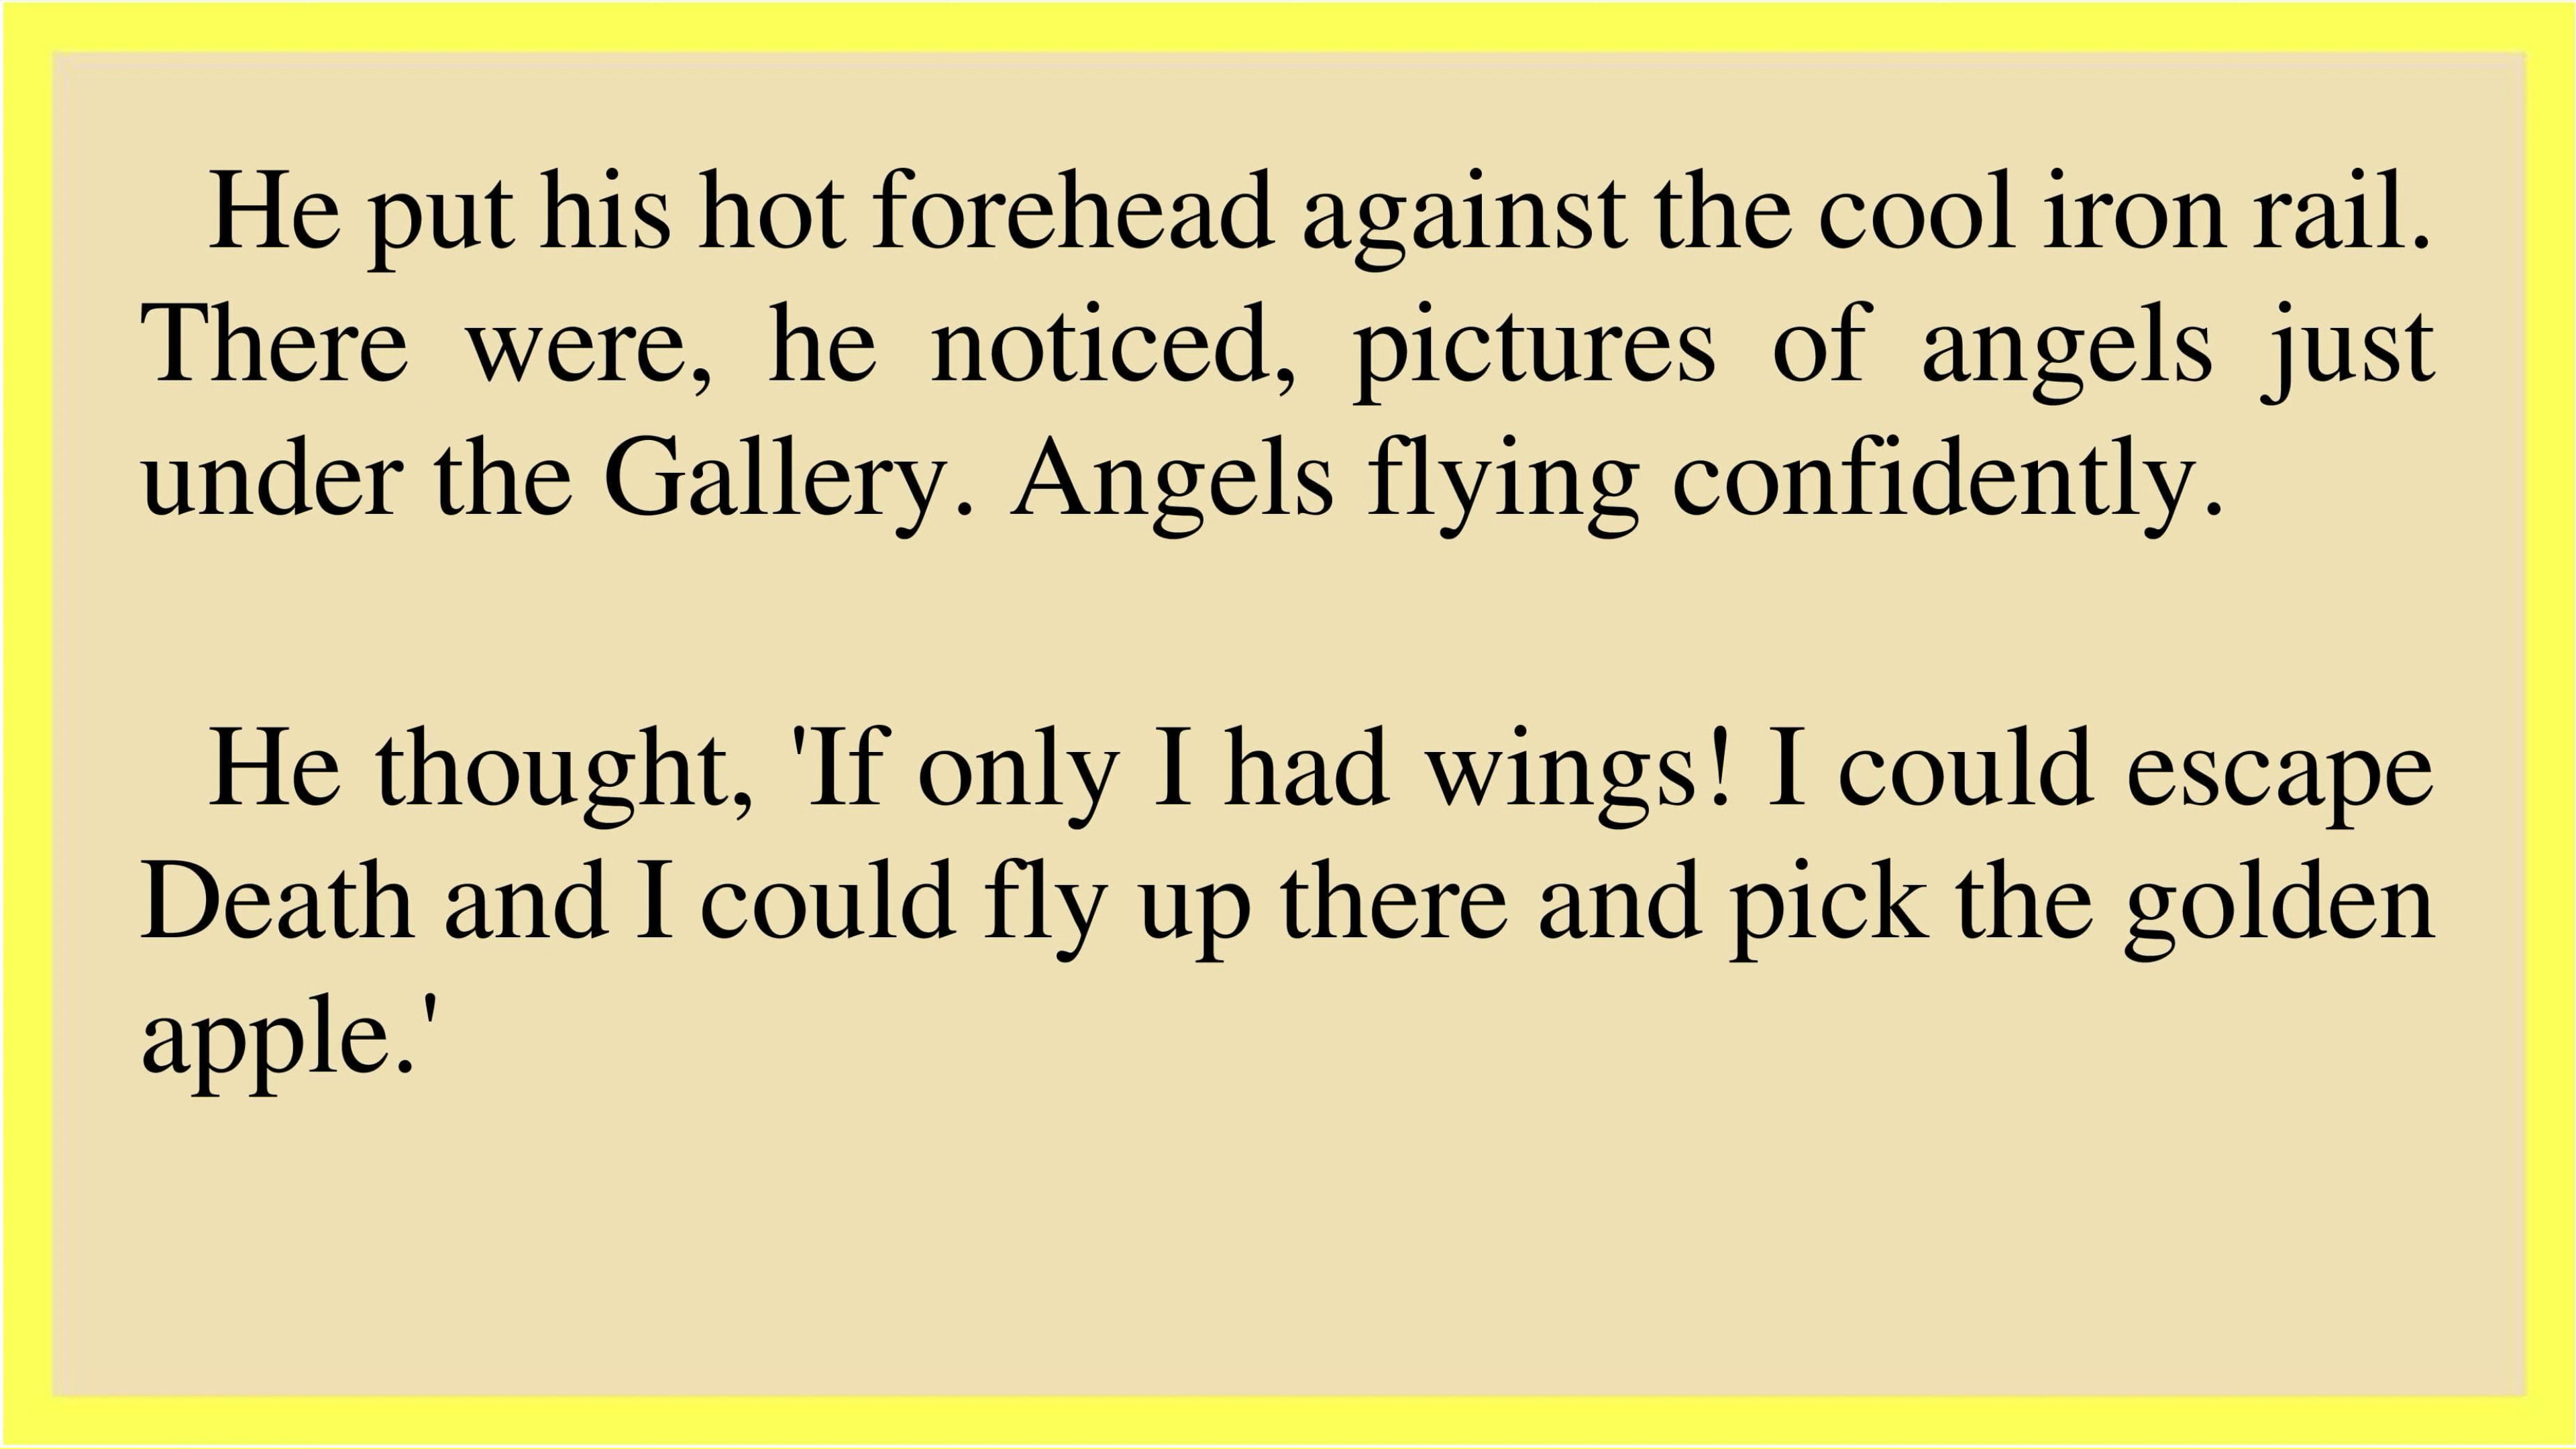 He put his hot forehead against the cool iron rail.
There were, he noticed, pictures of angels just
under the Gallery. Angels flying confidently.
He thought, 'If only I had wings! I could escape
Death and I could fly up there and pick the golden
apple.'